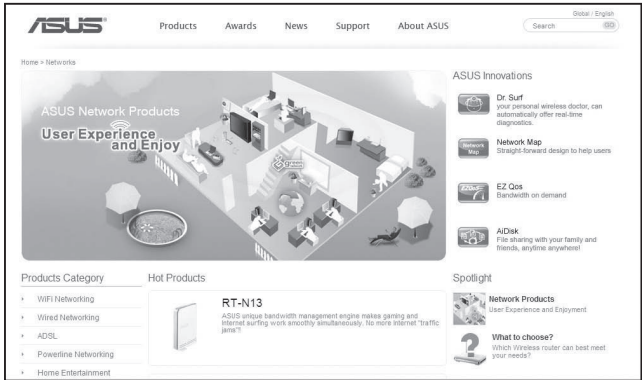 ASUS
Products Awards News Support About ASUS
Global / English
Search GO
Home > Networks
ASUS Network Products
User Experience
and Enjoy
ASUS Innovations
Dr. Surf
your personal wireless doctor, can
automatically offer real-time
diagnostics.
Network
Map
Network Map
Straight-forward design to help users
EZ Qos
Bandwidth on demand
AiDisk
File sharing with your family and
friends, anytime anywhere!
Products Category
WiFi Networking
Wired Networking
ADSL
Powerline Networking
Home Entertainment
Hot Products
RT-N13
ASUS unique bandwidth management engine makes gaming and
Internet surfing work smoothly simultaneously. No more Internet "traffic
jams"!
Spotlight
Network Products
User Experience and Enjoyment
What to choose?
Which Wireless router can best meet
your needs?